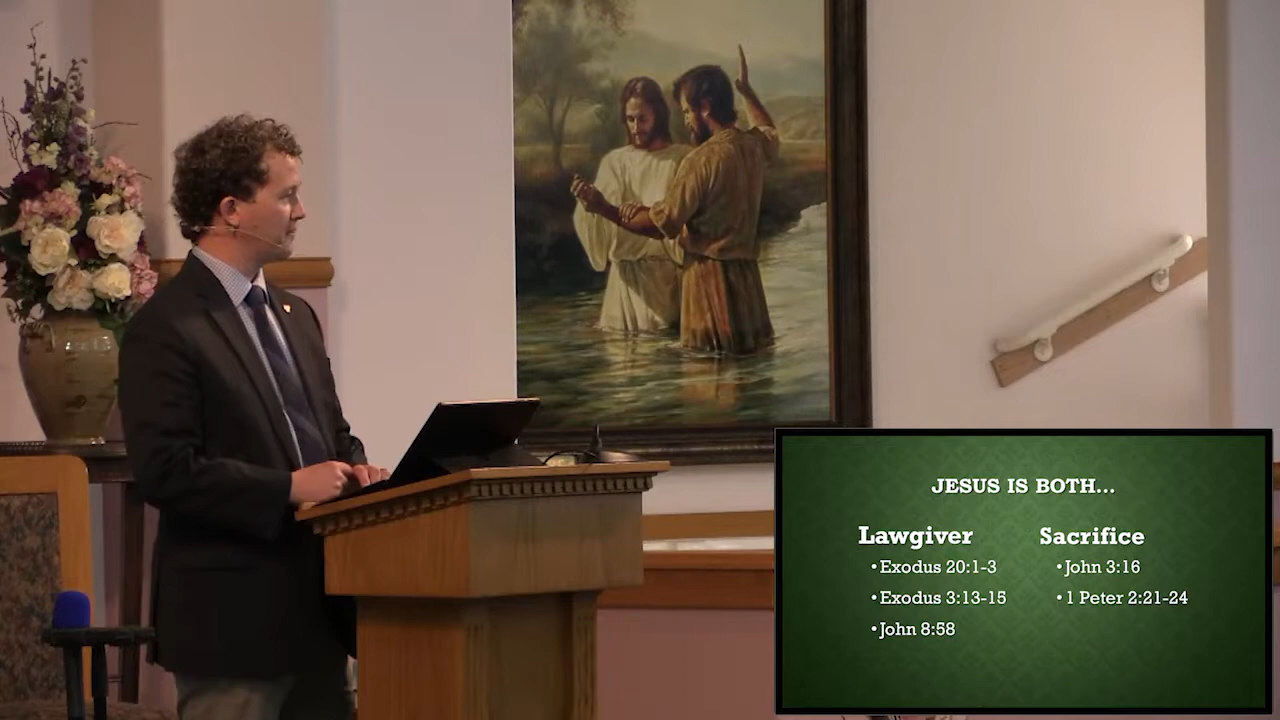 JESUS IS BOTH...
Lawgiver
• Exodus 20:1-3
• Exodus 3:13-15
• John 8:58
Sacrifice
• John 3:16
• 1 Peter 2:21-24